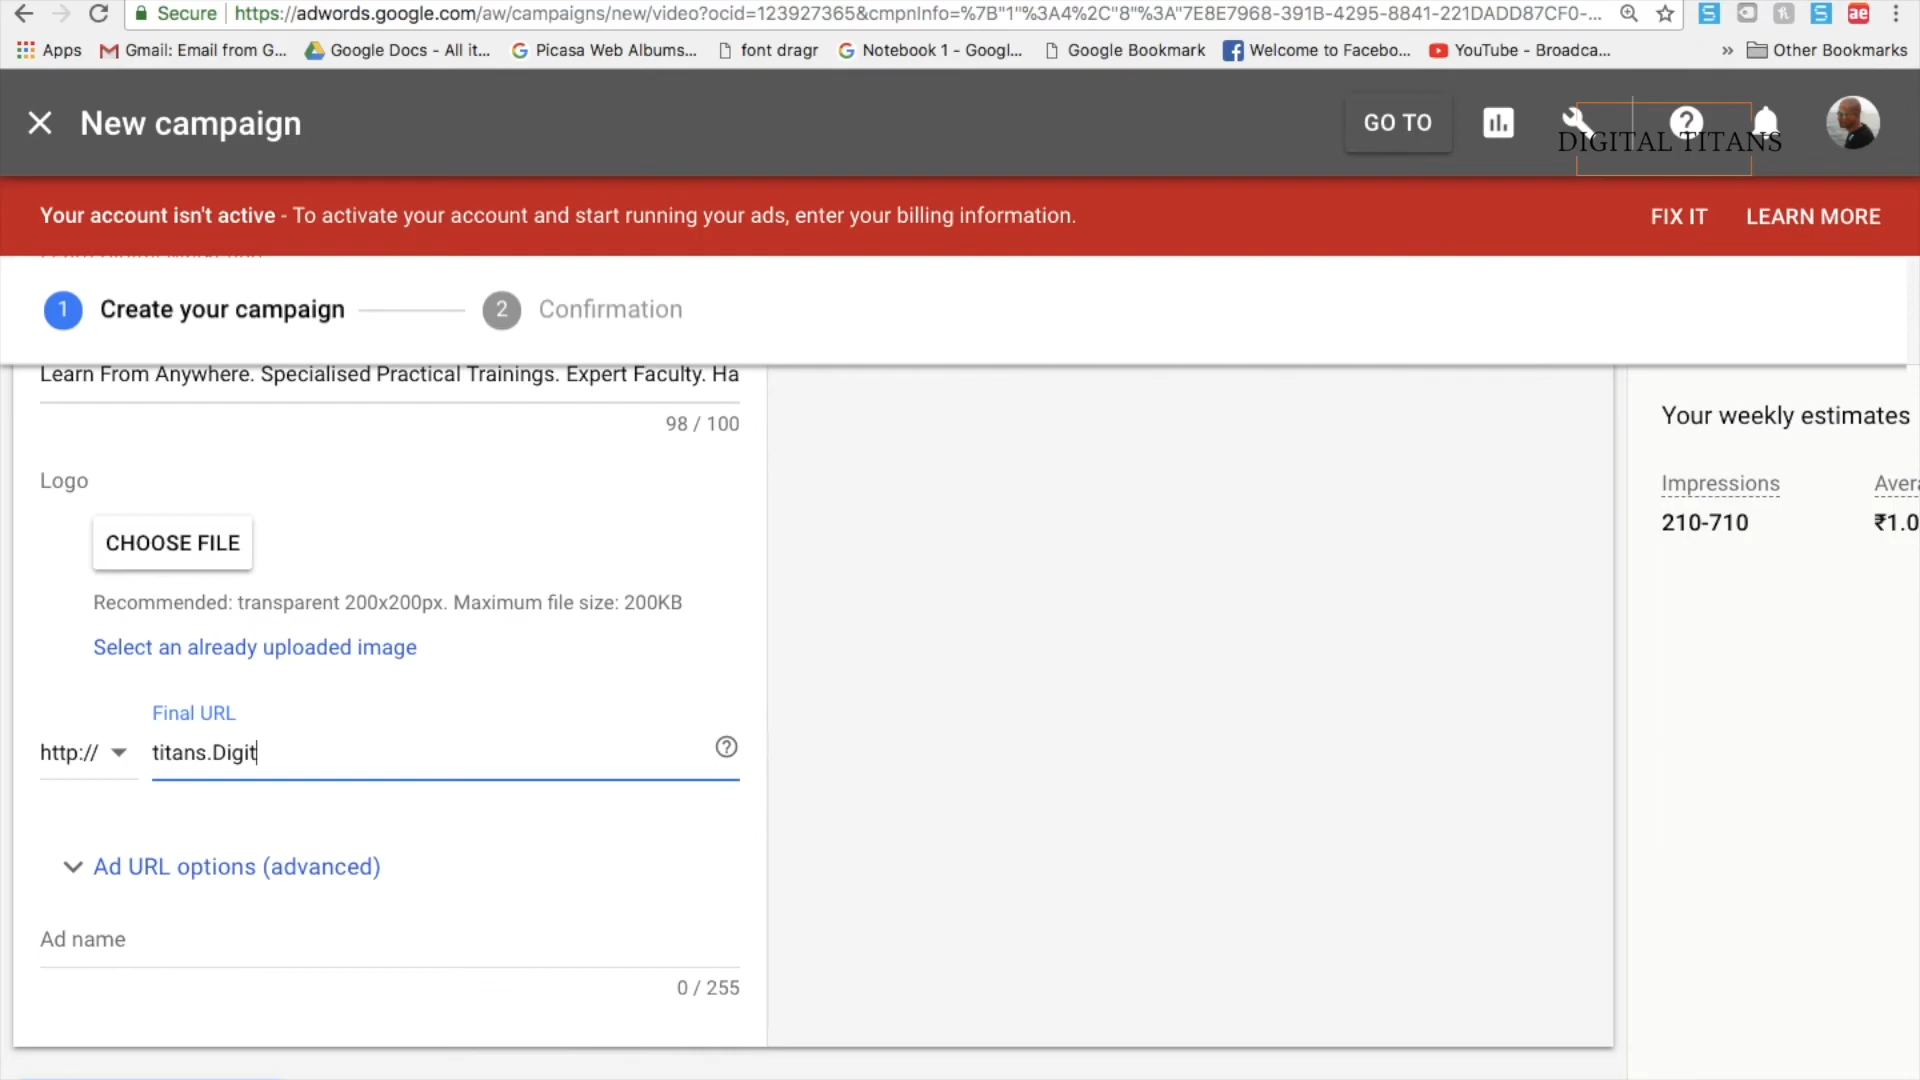 Secure https://adwords.google.com/aw/campaigns/new/video?ocid=123927365&cmpnInfo=%7B"1"%3A4%2C"8"%3A"7E8E7968-391B-4295-8841-221DADD87CF0-...
Apps Gmail: Email from G... Google Docs - All it... Picasa Web Albums... font dragr Notebook 1 - Googl... Google Bookmark Welcome to Facebo... YouTube - Broadca... » Other Bookmarks
New campaign GO TO
DIGITAL TITANS
Your account isn't active - To activate your account and start running your ads, enter your billing information. FIX IT LEARN MORE
1 Create your campaign 2 Confirmation
Learn From Anywhere. Specialised Practical Trainings. Expert Faculty. Ha
98 / 100
Your weekly estimates
Logo
Impressions Avera
210-710 ₹1.0
CHOOSE FILE
Recommended: transparent 200x200px. Maximum file size: 200KB
Select an already uploaded image
Final URL
http:// titans.Digit
Ad URL options (advanced)
Ad name
0 / 255